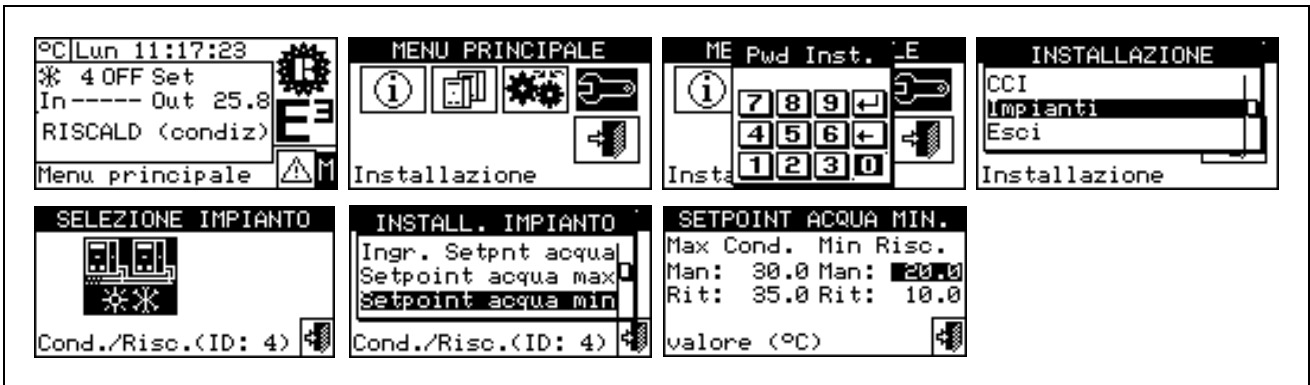 °C Lun 11:17:23
4 OFF Set
In ----- Out 25.8
RISCALD (condiz)
E³
Menu principale M
MENU PRINCIPALE
i
Installazione
ME LE
Pwd Inst.
i
7 8 9 ↵
4 5 6 ←
1 2 3 0
Insta
INSTALLAZIONE
CCI
Impianti
Esci
Installazione
SELEZIONE IMPIANTO
Cond./Risc.(ID: 4)
INSTALL. IMPIANTO
Ingr. Setpnt acqua
Setpoint acqua max
Setpoint acqua min
Cond./Risc.(ID: 4)
SETPOINT ACQUA MIN.
Max Cond. Min Risc.
Man: 30.0 Man: 20.0
Rit: 35.0 Rit: 10.0
valore (°C)